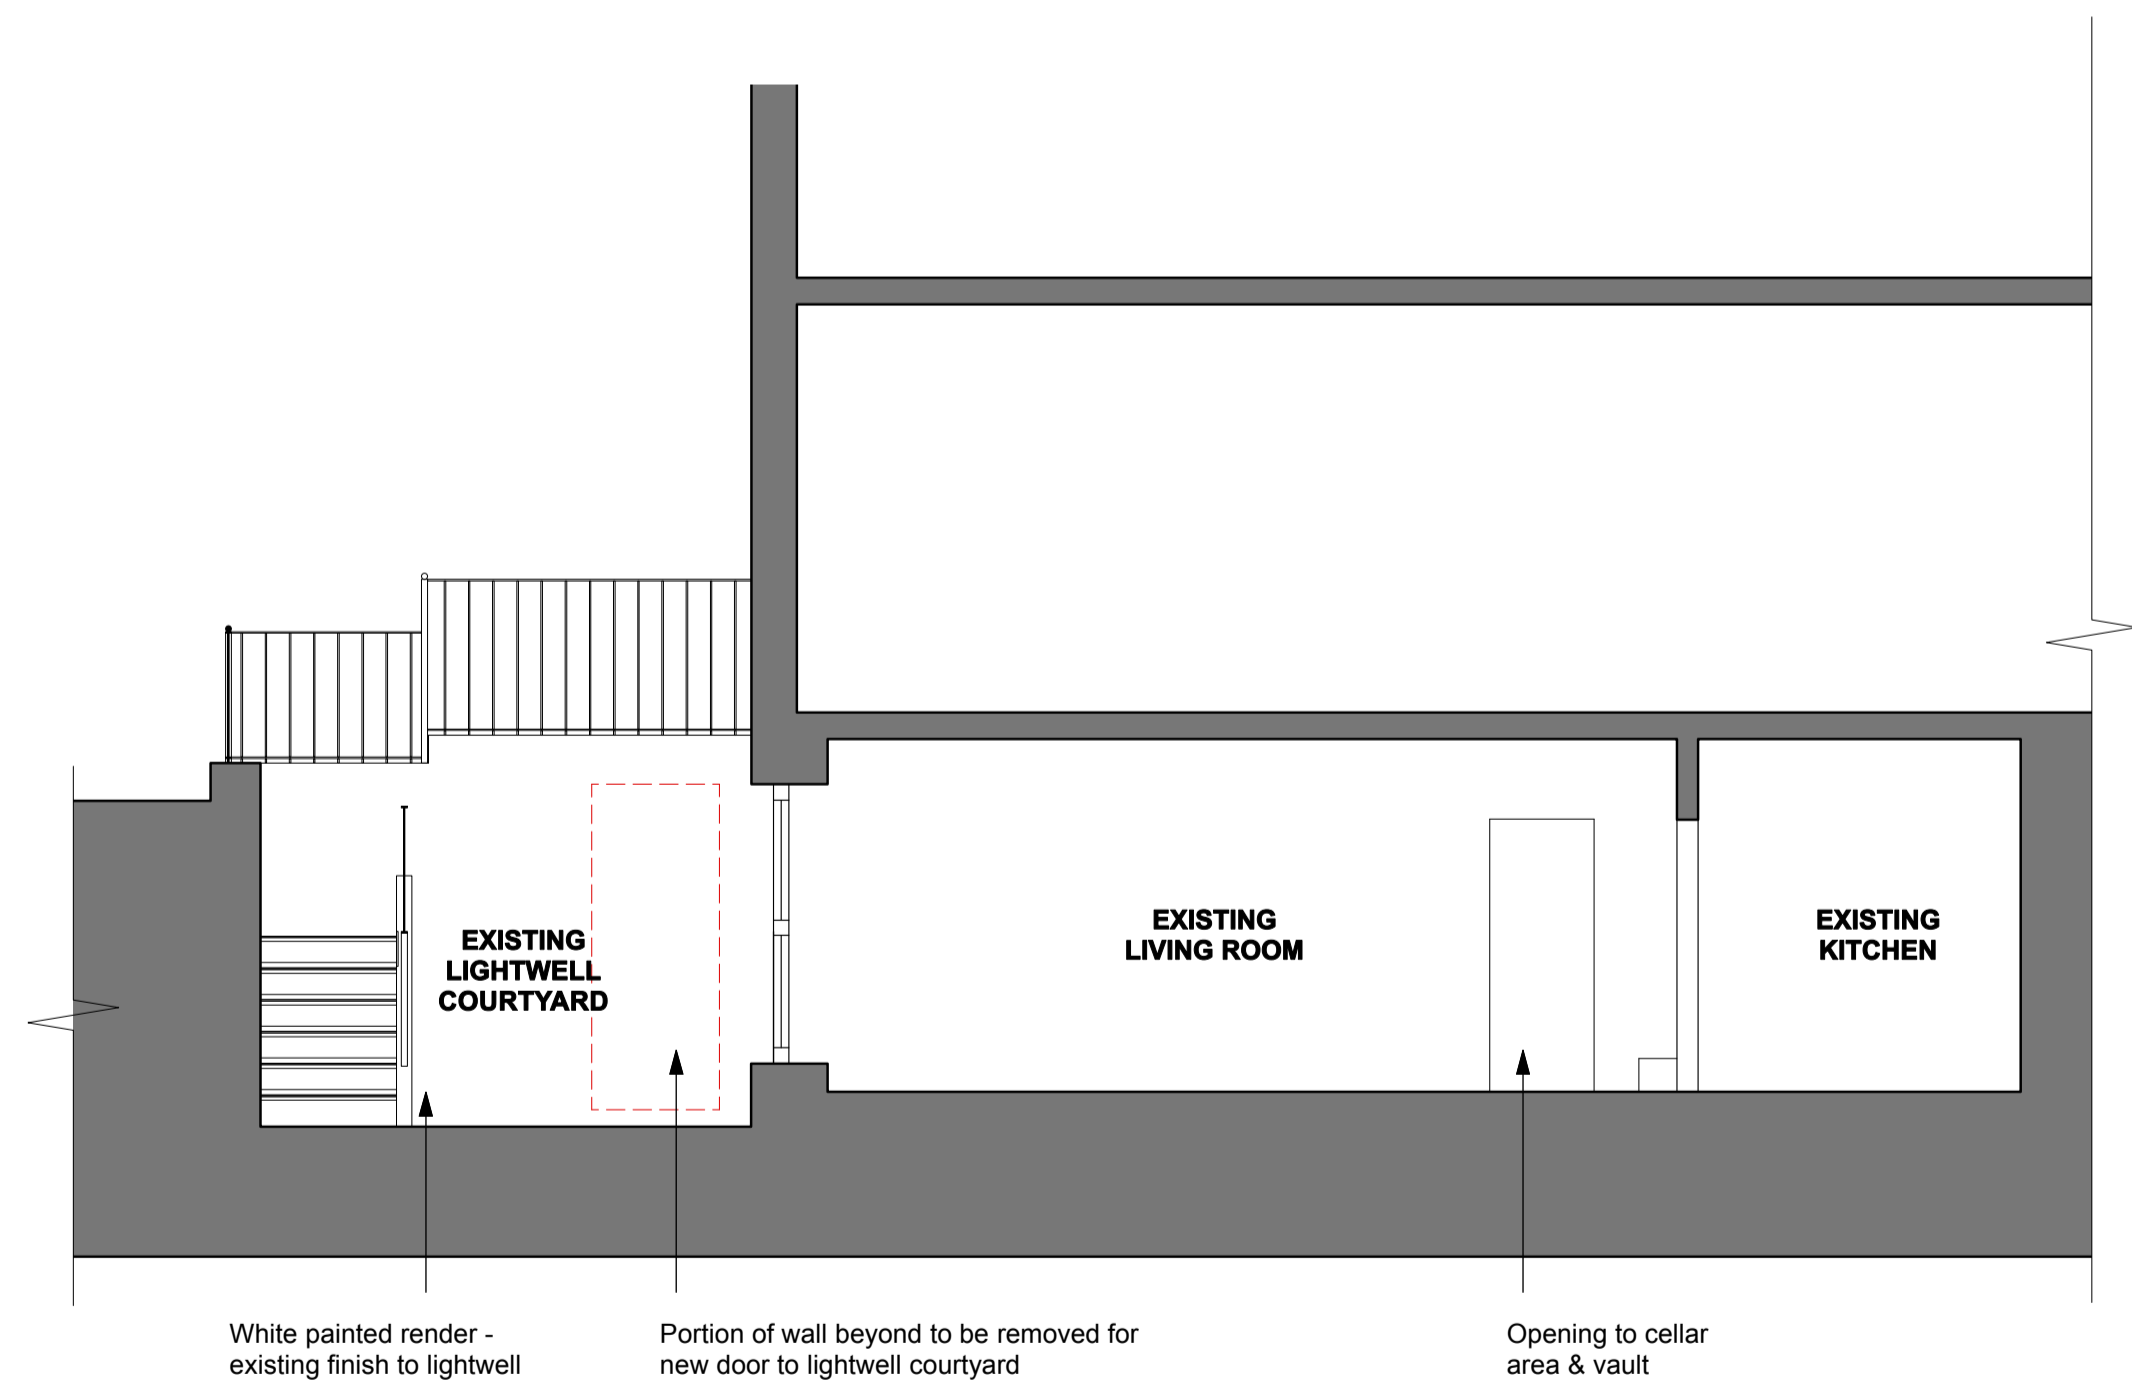 EXISTING
LIGHTWELL
COURTYARD
EXISTING
LIVING ROOM
EXISTING
KITCHEN
White painted render -
existing finish to lightwell
Portion of wall beyond to be removed for
new door to lightwell courtyard
Opening to cellar
area & vault